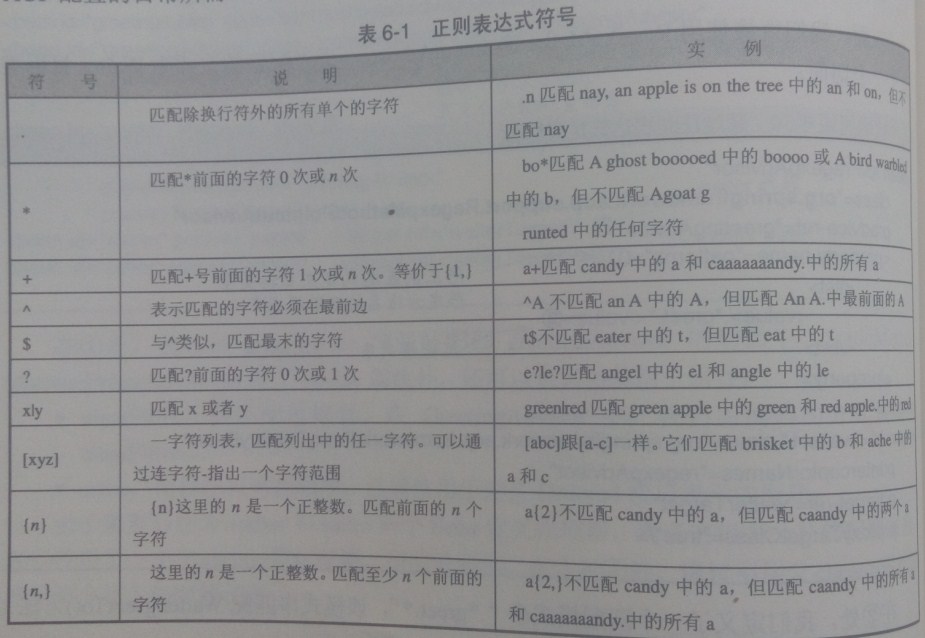 表 6-1 正则表达式符号
符 号 说 明 实 例
. 匹配除换行符外的所有单个的字符 .n 匹配 nay, an apple is on the tree 中的 an 和 on，但不
匹配 nay
* 匹配*前面的字符 0 次或 n 次 bo*匹配 A ghost booooed 中的 boooo 或 A bird warbled
中的 b，但不匹配 Agoat g
runted 中的任何字符
+ 匹配+号前面的字符 1 次或 n 次。等价于{1,} a+匹配 candy 中的 a 和 caaaaaaandy.中的所有 a
^ 表示匹配的字符必须在最前边 ^A 不匹配 an A 中的 A，但匹配 An A.中最前面的 A
$ 与^类似，匹配最末的字符 t$不匹配 eater 中的 t，但匹配 eat 中的 t
? 匹配?前面的字符 0 次或 1 次 e?le?匹配 angel 中的 el 和 angle 中的 le
x|y 匹配 x 或者 y green|red 匹配 green apple 中的 green 和 red apple.中的 red
[xyz] 一字符列表，匹配列出中的任一字符。可以通
过连字符-指出一个字符范围
[abc]跟[a-c]一样。它们匹配 brisket 中的 b 和 ache 中的
a 和 c
{n} {n}这里的 n 是一个正整数。匹配前面的 n 个
字符
a{2}不匹配 candy 中的 a，但匹配 caandy 中的两个 a
{n,} 这里的 n 是一个正整数。匹配至少 n 个前面的
字符
a{2,}不匹配 candy 中的 a，但匹配 caandy 中的所有 a
和 caaaaaaandy.中的所有 a